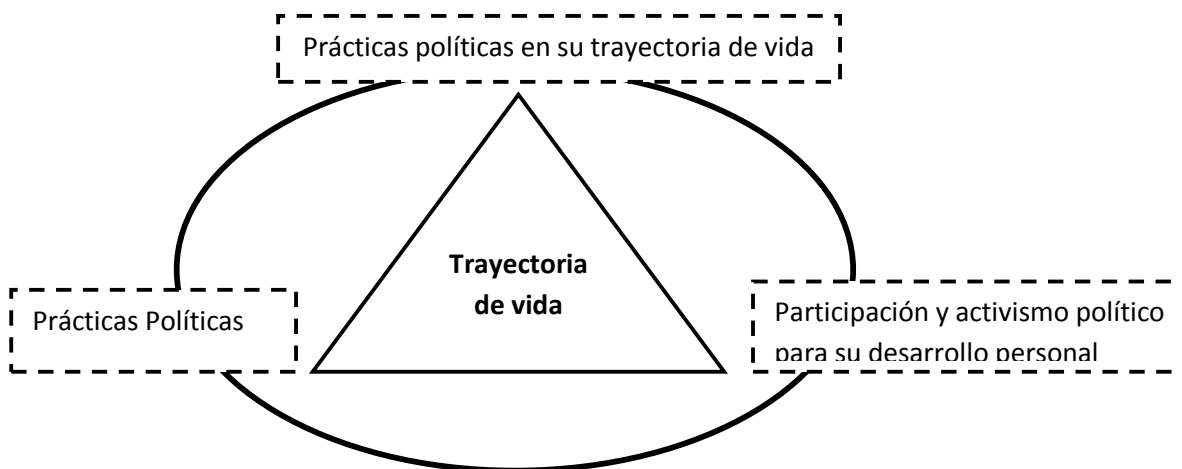 Prácticas políticas en su trayectoria de vida
Trayectoria
de vida
Prácticas Políticas
Participación y activismo político
para su desarrollo personal